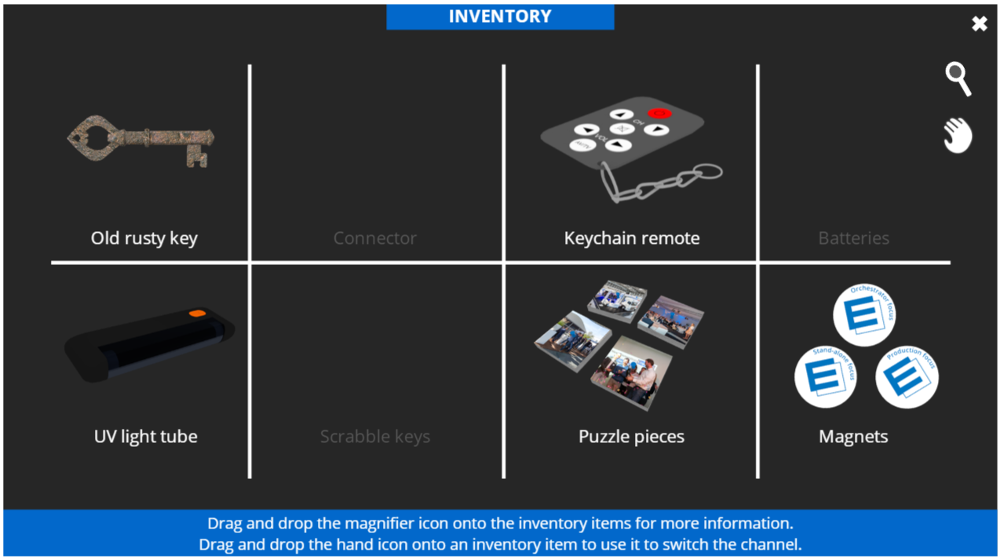 INVENTORY
Old rusty key
Connector
CH
VOL
AV/TV
Keychain remote
Batteries
UV light tube
Scrabble keys
Puzzle pieces
Orchestrator focus
E
Stand-alone focus
E
Production focus
E
Magnets
Drag and drop the magnifier icon onto the inventory items for more information.
Drag and drop the hand icon onto an inventory item to use it to switch the channel.